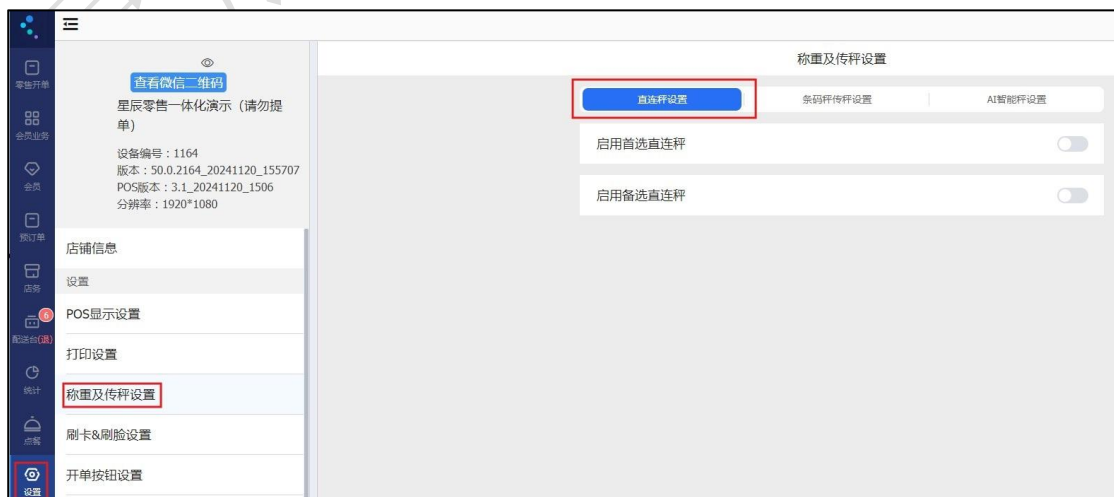 零售开单
会员业务
会员
预订单
店务
6
配送台(退)
统计
点餐
设置
查看微信二维码
星辰零售一体化演示（请勿提
单）
设备编号：1164
版本：50.0.2164_20241120_155707
POS版本：3.1_20241120_1506
分辨率：1920*1080
店铺信息
设置
POS显示设置
打印设置
称重及传秤设置
刷卡&刷脸设置
开单按钮设置
称重及传秤设置
直连秤设置
条码秤传秤设置
AI智能秤设置
启用首选直连秤
启用备选直连秤